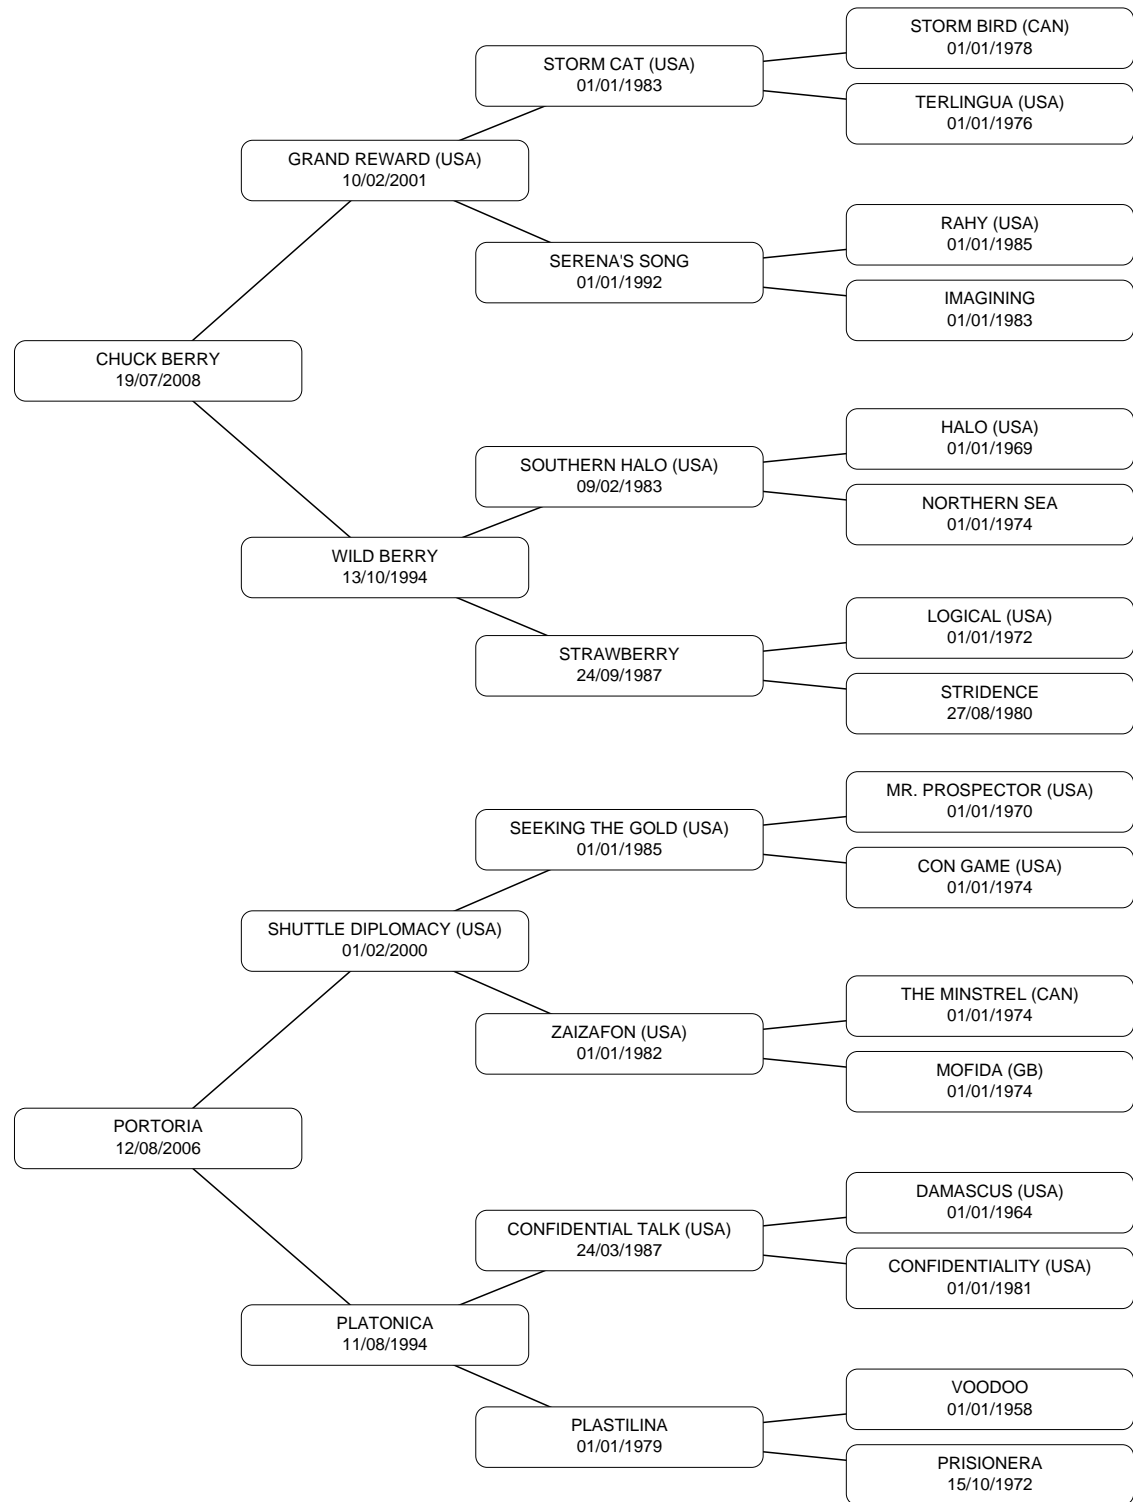 STORM BIRD (CAN)
01/01/1978
STORM CAT (USA)
01/01/1983
TERLINGUA (USA)
01/01/1976
GRAND REWARD (USA)
10/02/2001
RAHY (USA)
01/01/1985
SERENA'S SONG
01/01/1992
IMAGINING
01/01/1983
CHUCK BERRY
19/07/2008
HALO (USA)
01/01/1969
SOUTHERN HALO (USA)
09/02/1983
NORTHERN SEA
01/01/1974
WILD BERRY
13/10/1994
LOGICAL (USA)
01/01/1972
STRAWBERRY
24/09/1987
STRIDENCE
27/08/1980
MR. PROSPECTOR (USA)
01/01/1970
SEEKING THE GOLD (USA)
01/01/1985
CON GAME (USA)
01/01/1974
SHUTTLE DIPLOMACY (USA)
01/02/2000
THE MINSTREL (CAN)
01/01/1974
ZAIZAFON (USA)
01/01/1982
MOFIDA (GB)
01/01/1974
PORTORIA
12/08/2006
DAMASCUS (USA)
01/01/1964
CONFIDENTIAL TALK (USA)
24/03/1987
CONFIDENTIALITY (USA)
01/01/1981
PLATONICA
11/08/1994
VOODOO
01/01/1958
PLASTILINA
01/01/1979
PRISIONERA
15/10/1972